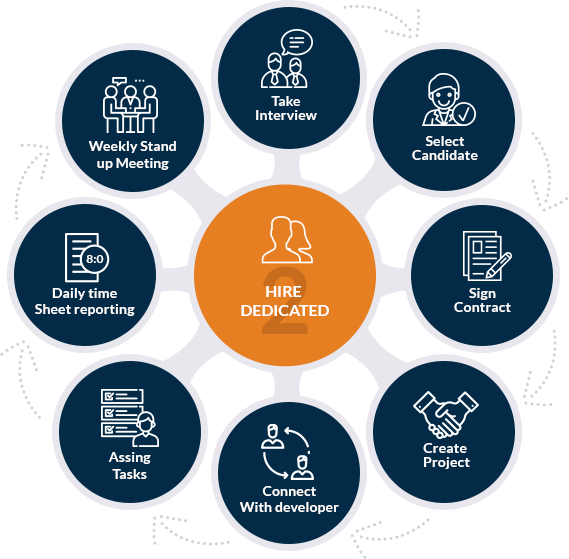 Take
Interview
Select
Candidate
Sign
Contract
Create
Project
Connect
With developer
Assing
Tasks
8:0
Daily time
Sheet reporting
Weekly Stand
up Meeting
2
HIRE
DEDICATED